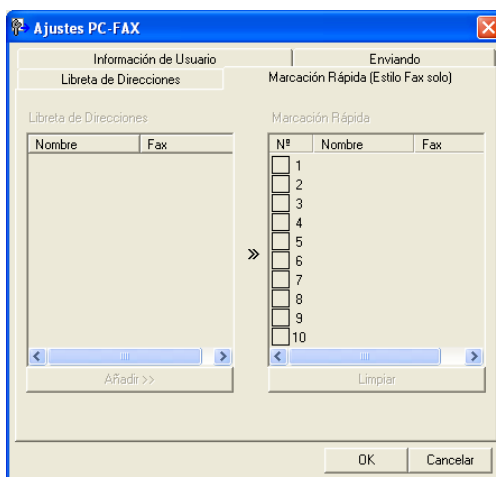 Ajustes PC-FAX
Información de Usuario
Enviando
Libreta de Direcciones
Marcación Rápida (Estilo Fax solo)
Libreta de Direcciones
Nombre Fax
Añadir >>
»
Marcación Rápida
Nº Nombre Fax
1
2
3
4
5
6
7
8
9
10
Limpiar
OK
Cancelar